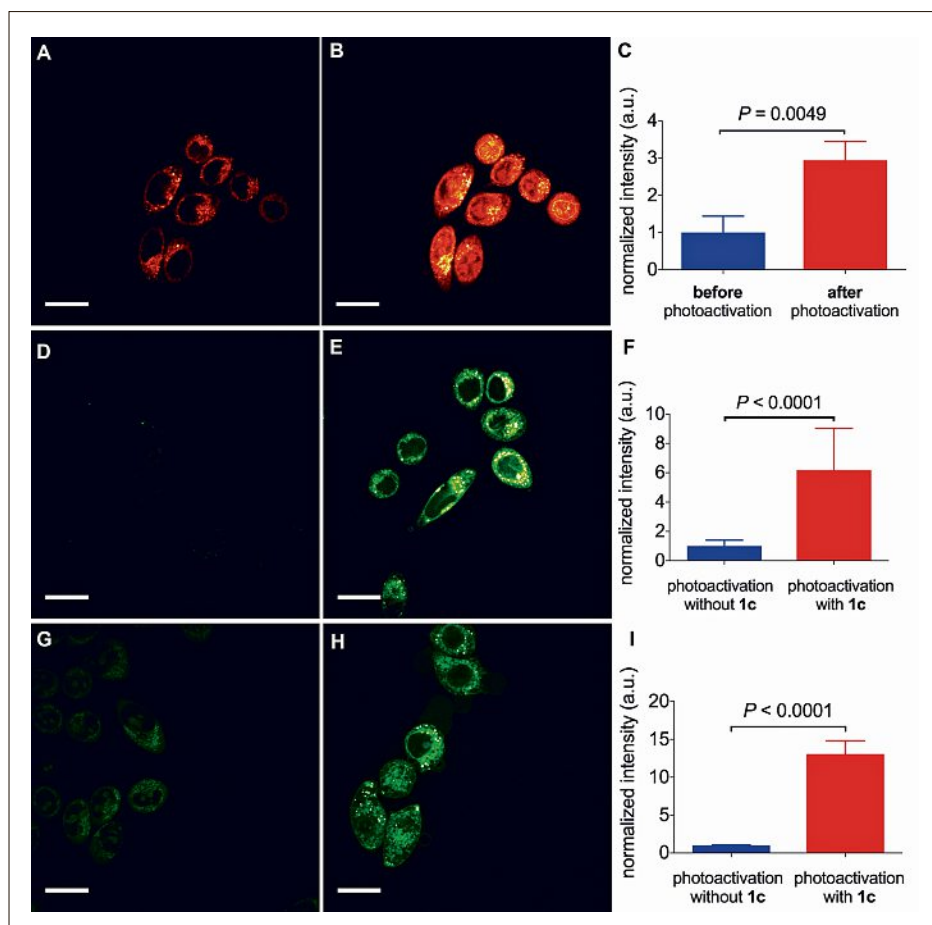 A
B
C
P = 0.0049
normalized intensity (a.u.)
4
3
2
1
0
before
photoactivation
after
photoactivation
D
E
F
P < 0.0001
normalized intensity (a.u.)
10
8
6
4
2
0
photoactivation
without 1c
photoactivation
with 1c
G
H
I
P < 0.0001
normalized intensity (a.u.)
20
15
10
5
0
photoactivation
without 1c
photoactivation
with 1c